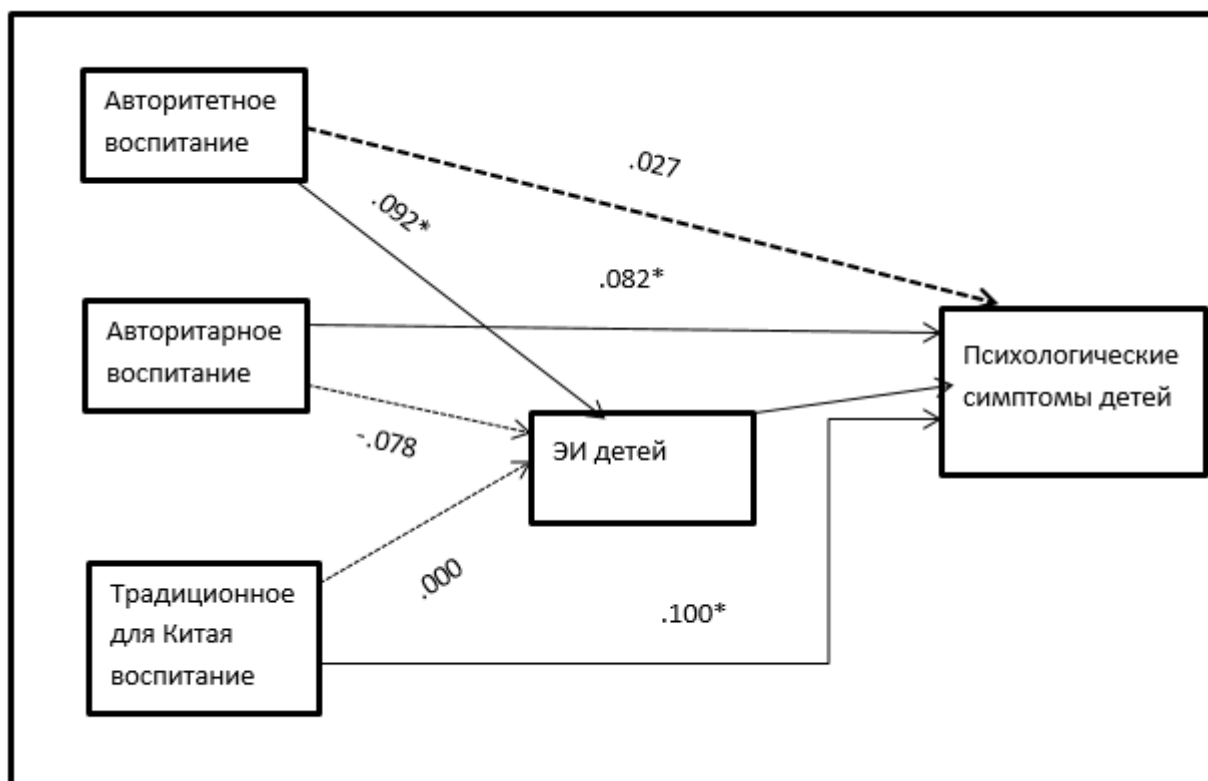 Авторитетное
воспитание
.027
.092*
.082*
Авторитарное
воспитание
Психологические
симптомы детей
-.078
ЭИ детей
.000
Традиционное
для Китая
воспитание
.100*